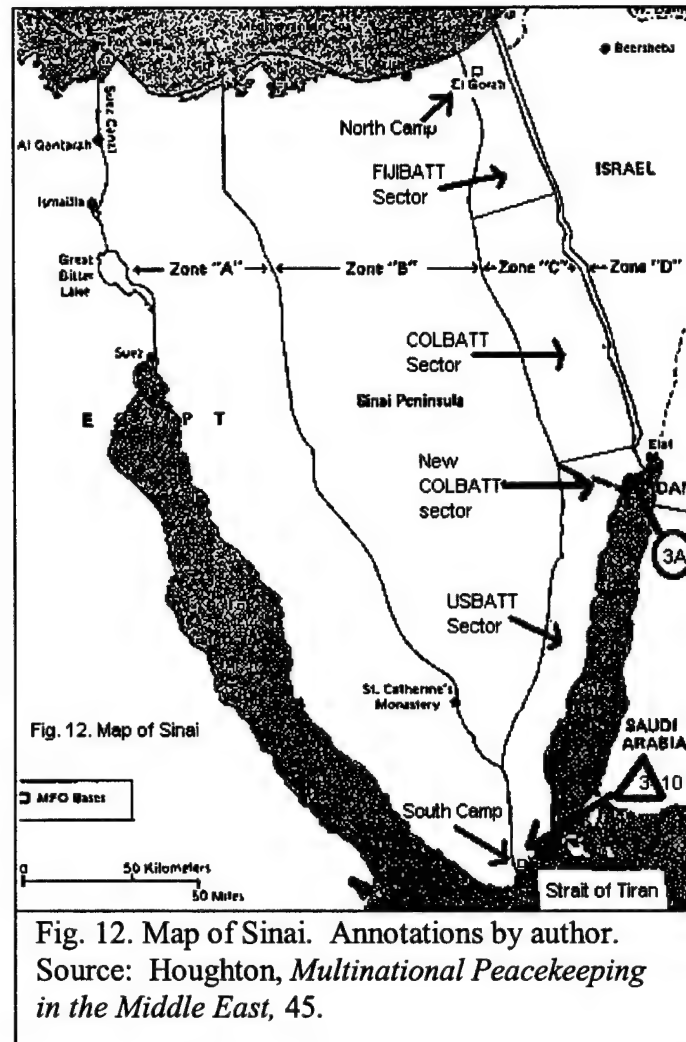 Beersheba
El Gorah
North Camp
Suez Canal
Al Qantarah
FIJIBATT
Sector
ISRAEL
Ismailia
Great
Bitter
Lake
Zone "A"
Zone "B"
Zone "C"
Zone "D"
COLBATT
Sector
Suez
Sinai Peninsula
E G Y P T
New
COLBATT
sector
Elat
3A
USBATT
Sector
St. Catherine's
Monastery
SAUDI
ARABIA
Fig. 12. Map of Sinai
3-10
MFO Bases
South Camp
0
50 Kilometers
50 Miles
Strait of Tiran
Fig. 12. Map of Sinai. Annotations by author.
Source: Houghton, Multinational Peacekeeping
in the Middle East, 45.